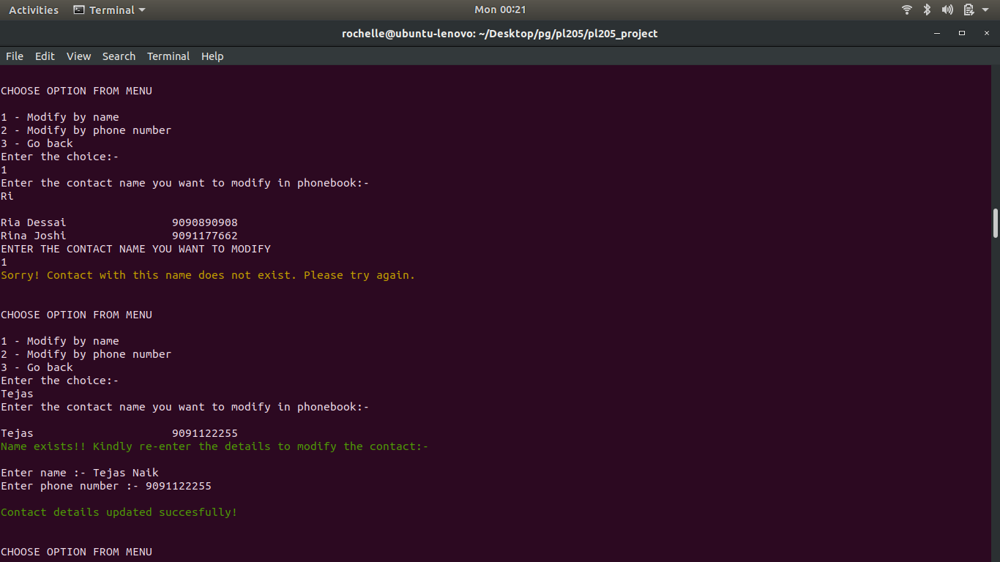 Activities Terminal Mon 00:21
rochelle@ubuntu-lenovo: ~/Desktop/pg/pl205/pl205_project
File Edit View Search Terminal Help
CHOOSE OPTION FROM MENU
1 - Modify by name
2 - Modify by phone number
3 - Go back
Enter the choice:-
1
Enter the contact name you want to modify in phonebook:-
Ri
Ria Dessai 9090890908
Rina Joshi 9091177662
ENTER THE CONTACT NAME YOU WANT TO MODIFY
1
Sorry! Contact with this name does not exist. Please try again.
CHOOSE OPTION FROM MENU
1 - Modify by name
2 - Modify by phone number
3 - Go back
Enter the choice:-
Tejas
Enter the contact name you want to modify in phonebook:-
Tejas 9091122255
Name exists!! Kindly re-enter the details to modify the contact:-
Enter name :- Tejas Naik
Enter phone number :- 9091122255
Contact details updated succesfully!
CHOOSE OPTION FROM MENU